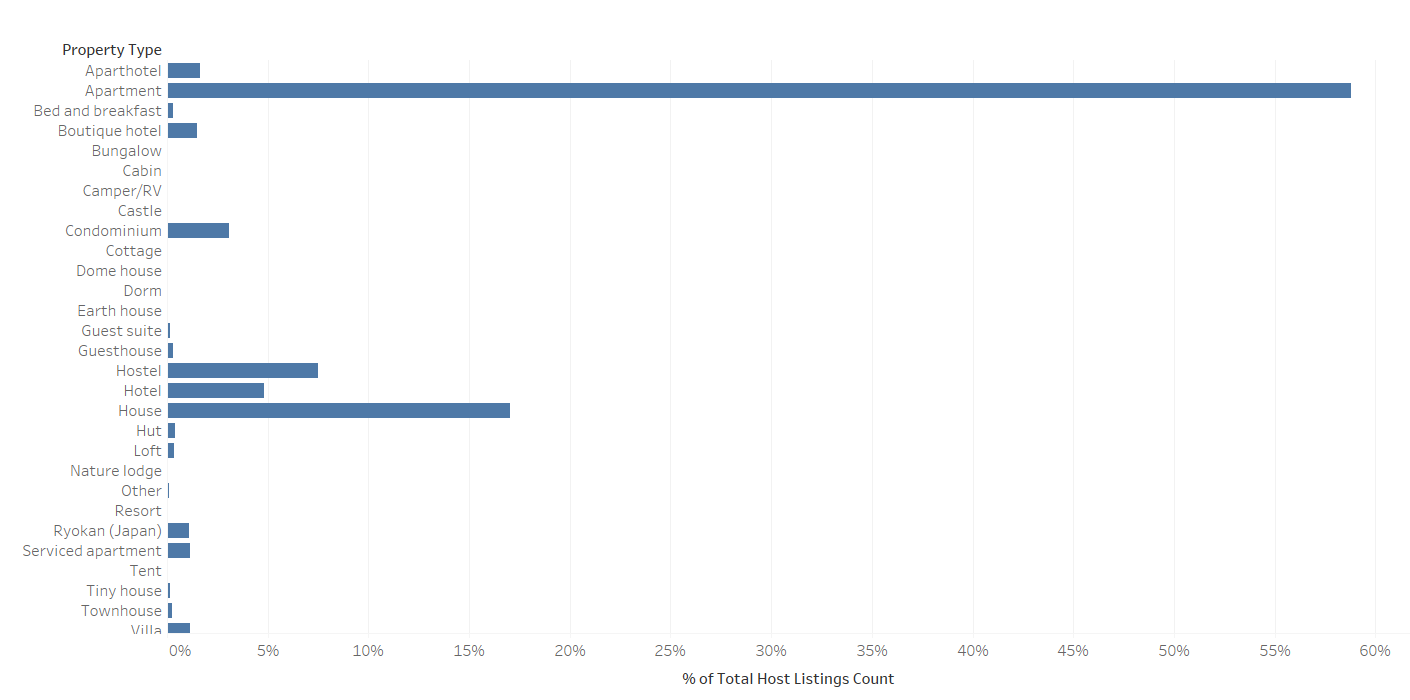 Property Type
Aparthotel
Apartment
Bed and breakfast
Boutique hotel
Bungalow
Cabin
Camper/RV
Castle
Condominium
Cottage
Dome house
Dorm
Earth house
Guest suite
Guesthouse
Hostel
Hotel
House
Hut
Loft
Nature lodge
Other
Resort
Ryokan (Japan)
Serviced apartment
Tent
Tiny house
Townhouse
Villa
0% 5% 10% 15% 20% 25% 30% 35% 40% 45% 50% 55% 60%
% of Total Host Listings Count